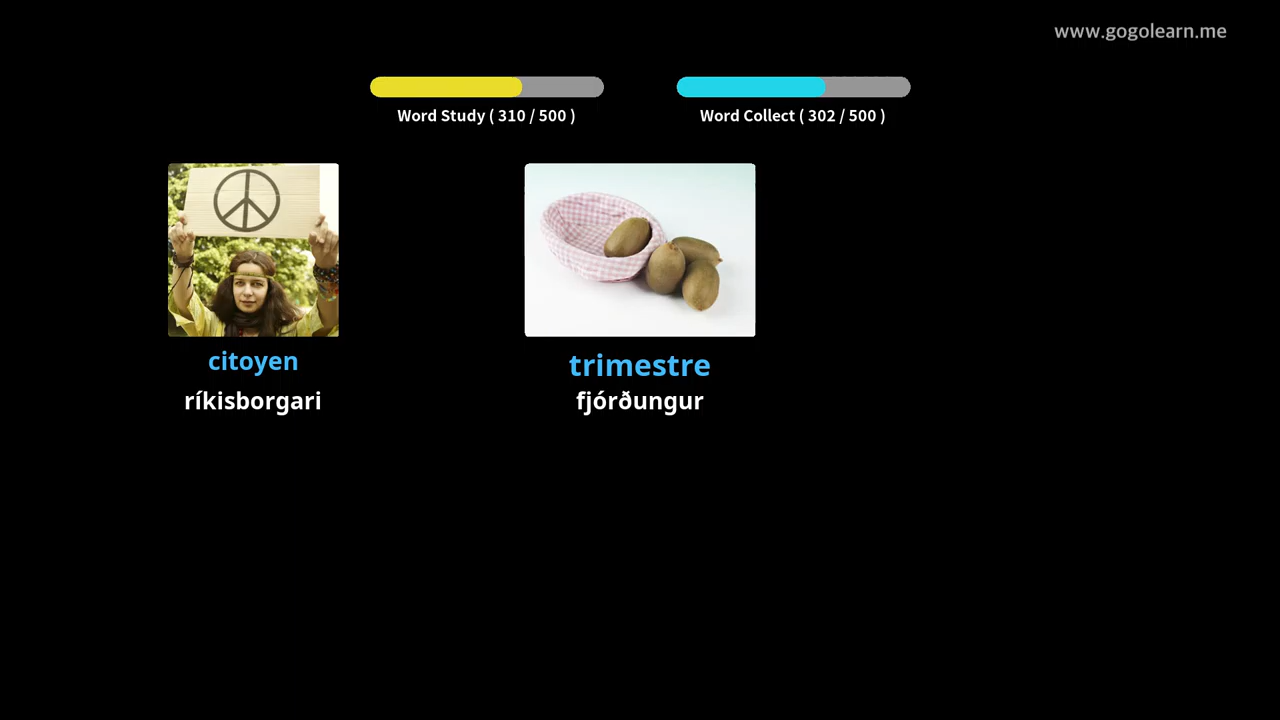 www.gogolearn.me
Word Study ( 310 / 500 )
Word Collect ( 302 / 500 )
citoyen
ríkisborgari
trimestre
fjórðungur